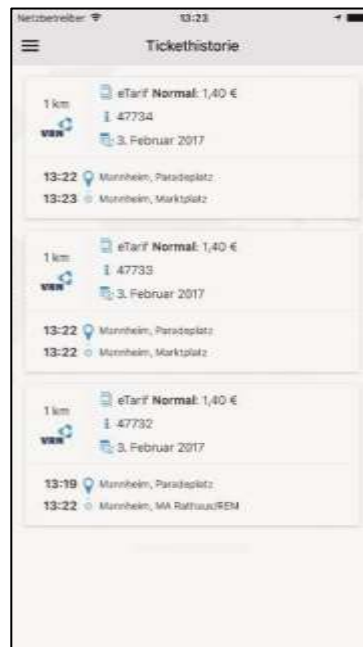 Netzbetreiber 13:23
Tickethistorie
1 km
eTarif Normal: 1,40 €
VRN
47734
3. Februar 2017
13:22 Mannheim, Paradeplatz
13:23 Mannheim, Marktplatz
1 km
eTarif Normal: 1,40 €
VRN
47733
3. Februar 2017
13:22 Mannheim, Paradeplatz
13:22 Mannheim, Marktplatz
1 km
eTarif Normal: 1,40 €
VRN
47732
3. Februar 2017
13:19 Mannheim, Paradeplatz
13:22 Mannheim, MA Rathaus/REM